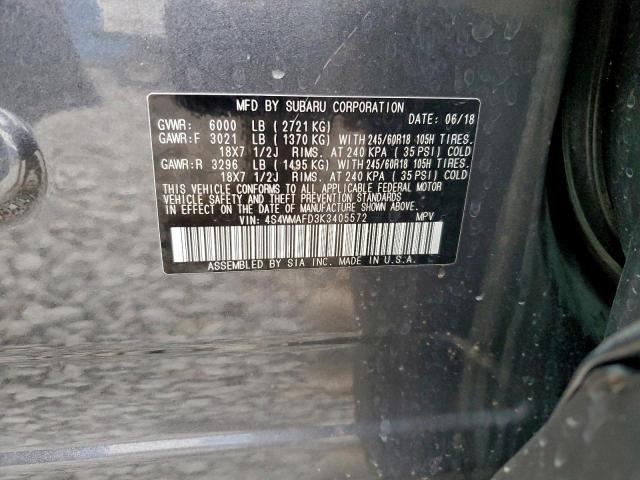 MFD BY SUBARU CORPORATION
GVWR: 6000 LB ( 2721 KG) DATE: 06/18
GAWR: F 3021 LB ( 1370 KG) WITH 245/60R18 105H TIRES.
18X7 1/2J RIMS. AT 240 KPA ( 35 PSI) COLD
GAWR: R 3296 LB ( 1495 KG) WITH 245/60R18 105H TIRES.
18X7 1/2J RIMS. AT 240 KPA ( 35 PSI) COLD
THIS VEHICLE CONFORMS TO ALL APPLICABLE FEDERAL MOTOR
VEHICLE SAFETY AND THEFT PREVENTION STANDARDS
IN EFFECT ON THE DATE OF MANUFACTURE SHOWN ABOVE.
VIN: 4S4WMAFD3K3405572 MPV
ASSEMBLED BY SIA INC. IN U.S.A.